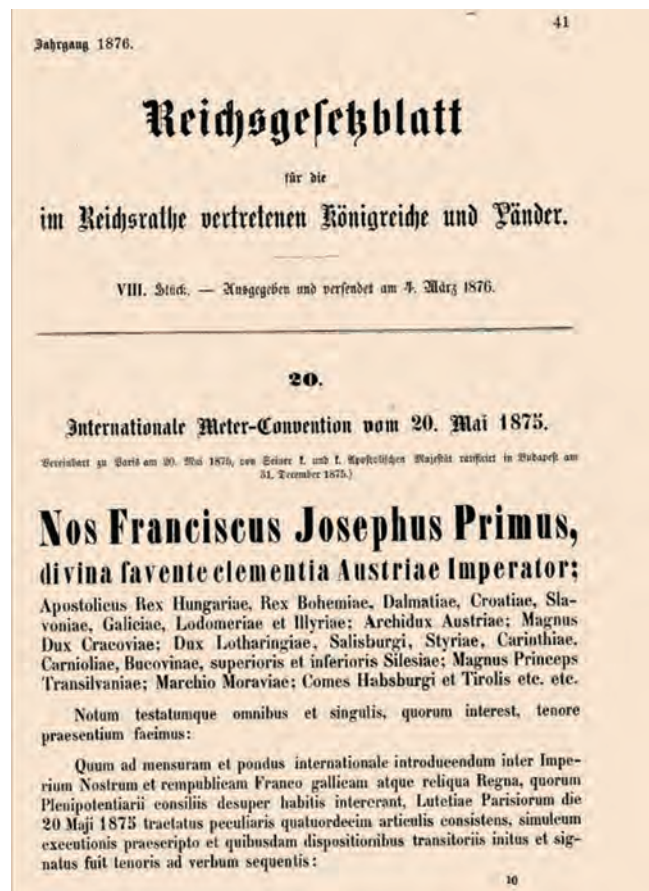 41
Jahrgang 1876.
Reichsgesetzblatt
für die
im Reichsrathe vertretenen Königreiche und Länder.
VIII. Stück. — Ausgegeben und versendet am 4. März 1876.
20.
Internationale Meter-Convention vom 20. Mai 1875.
(Vereinbart zu Paris am 20. Mai 1875, von Seiner k. und k. Apostolischen Majestät ratificirt in Budapest am
31. December 1875.)
Nos Franciscus Josephus Primus,
divina favente clementia Austriae Imperator;
Apostolicus Rex Hungariae, Rex Bohemiae, Dalmatiae, Croatiae, Sla-
voniae, Galiciae, Lodomeriae et Illyriae; Archidux Austriae; Magnus
Dux Cracoviae; Dux Lotharingiae, Salisburgi, Styriae, Carinthiae,
Carnioliae, Bucovinae, superioris et inferioris Silesiae; Magnus Princeps
Transilvaniae; Marchio Moraviae; Comes Habsburgi et Tirolis etc. etc.
Notum testatumque omnibus et singulis, quorum interest, tenore
praesentium facimus:
Quum ad mensuram et pondus internationale introducendum inter Impe-
rium Nostrum et rempublicam Franco gallicam atque reliqua Regna, quorum
Plenipotentiarii consiliis desuper habitis intererant, Lutetiae Parisiorum die
20 Maji 1875 tractatus peculiaris quatuordecim articulis consistens, simulcum
executionis praescripto et quibusdam dispositionibus transitoriis initus et sig-
natus fuit tenoris ad verbum sequentis:
10